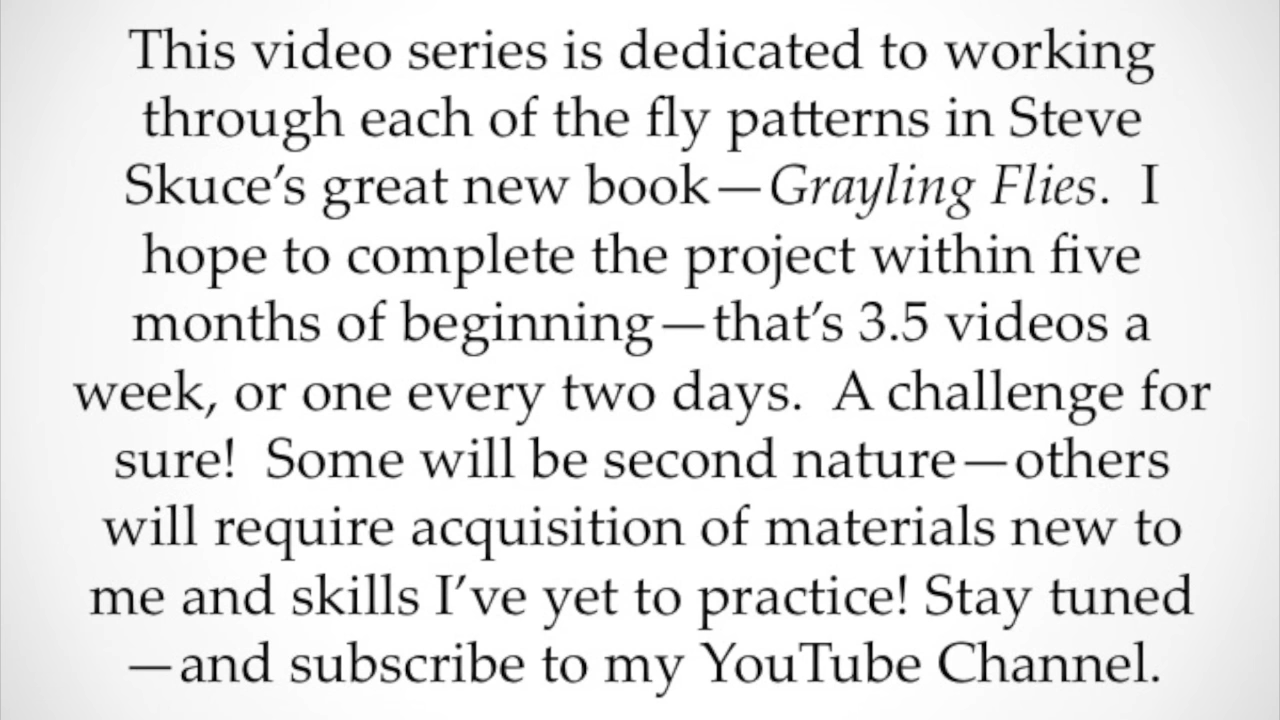 This video series is dedicated to working
through each of the fly patterns in Steve
Skuce’s great new book—Grayling Flies.  I
hope to complete the project within five
months of beginning—that’s 3.5 videos a
week, or one every two days.  A challenge for
sure!  Some will be second nature—others
will require acquisition of materials new to
me and skills I’ve yet to practice! Stay tuned
—and subscribe to my YouTube Channel.